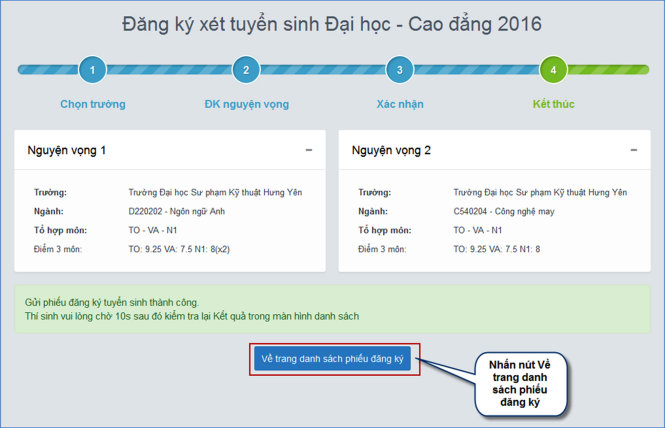 Đăng ký xét tuyển sinh Đại học - Cao đẳng 2016
1
2
3
4
Chọn trường
ĐK nguyện vọng
Xác nhận
Kết thúc
Nguyện vọng 1
Trường: Trường Đại học Sư phạm Kỹ thuật Hưng Yên
Ngành: D220202 - Ngôn ngữ Anh
Tổ hợp môn: TO - VA - N1
Điểm 3 môn: TO: 9.25 VA: 7.5 N1: 8(x2)
Nguyện vọng 2
Trường: Trường Đại học Sư phạm Kỹ thuật Hưng Yên
Ngành: C540204 - Công nghệ may
Tổ hợp môn: TO - VA - N1
Điểm 3 môn: TO: 9.25 VA: 7.5 N1: 8
Gửi phiếu đăng ký tuyển sinh thành công.
Thí sinh vui lòng chờ 10s sau đó kiểm tra lại Kết quả trong màn hình danh sách
Về trang danh sách phiếu đăng ký
Nhấn nút Về
trang danh
sách phiếu
đăng ký